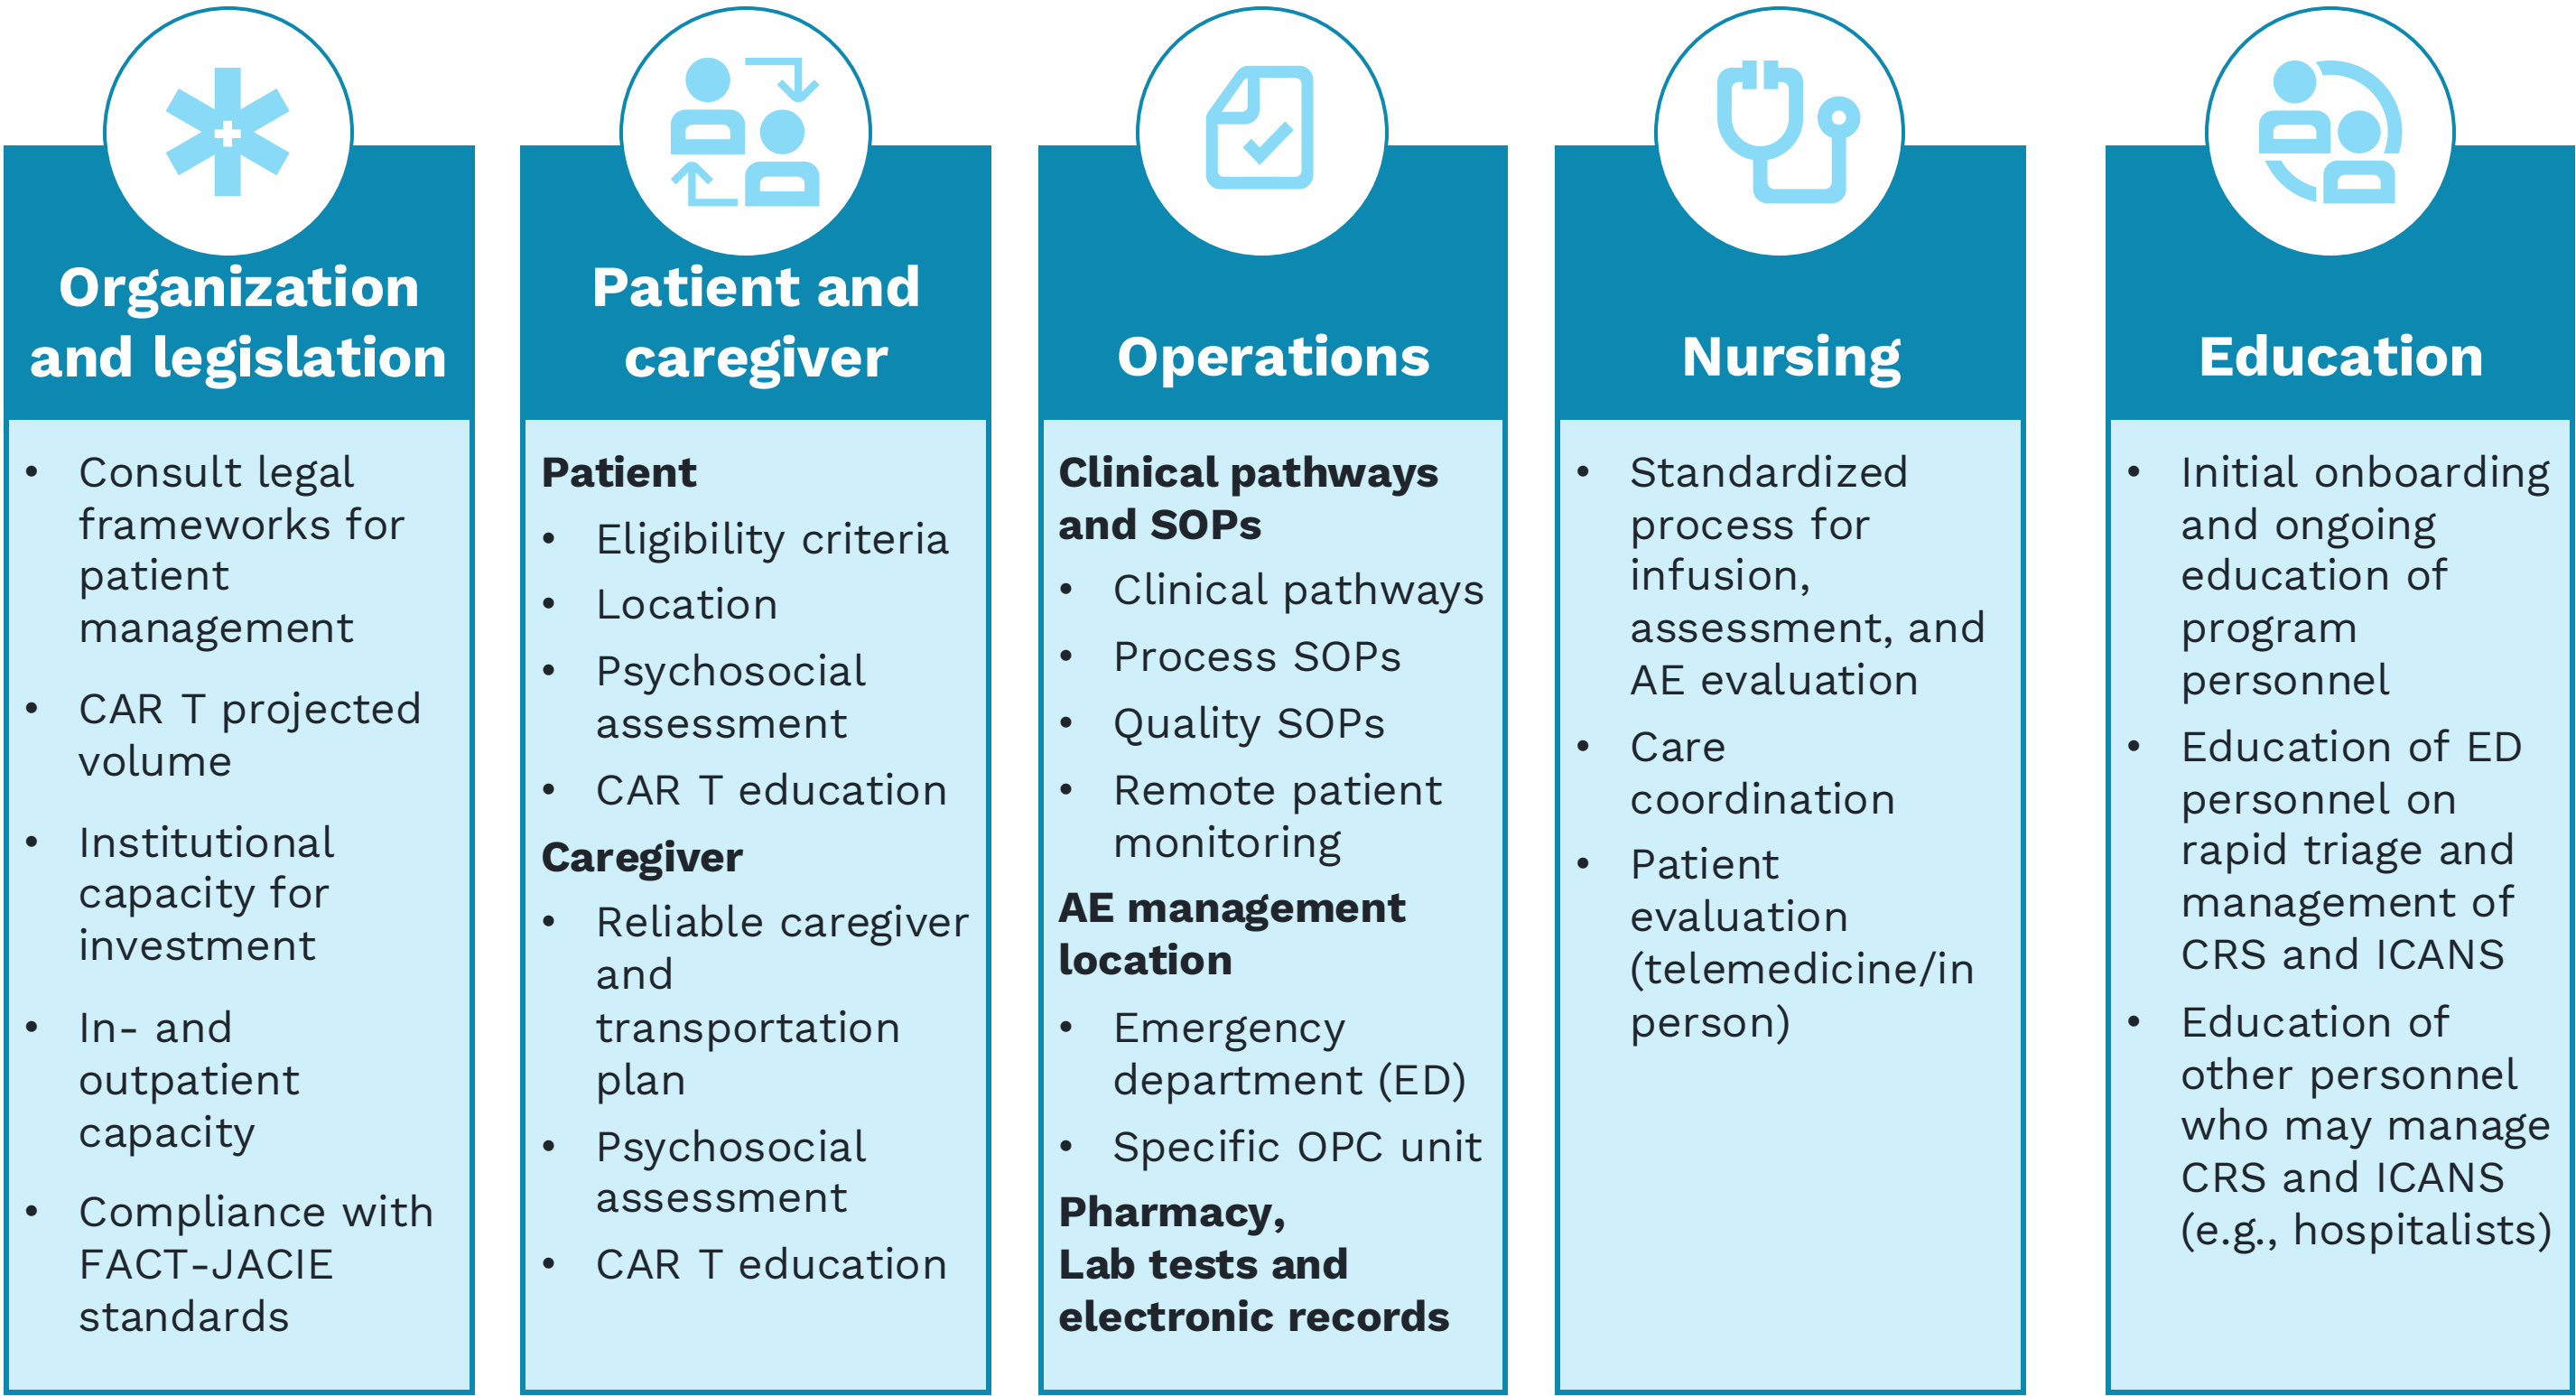 Organization
and legislation
• Consult legal
frameworks for
patient
management
• CAR T projected
volume
• Institutional
capacity for
investment
• In- and
outpatient
capacity
• Compliance with
FACT-JACIE
standards
Patient and
caregiver
Patient
• Eligibility criteria
• Location
• Psychosocial
assessment
• CAR T education
Caregiver
• Reliable caregiver
and
transportation
plan
• Psychosocial
assessment
• CAR T education
Operations
Clinical pathways
and SOPs
• Clinical pathways
• Process SOPs
• Quality SOPs
• Remote patient
monitoring
AE management
location
• Emergency
department (ED)
• Specific OPC unit
Pharmacy,
Lab tests and
electronic records
Nursing
• Standardized
process for
infusion,
assessment, and
AE evaluation
• Care
coordination
• Patient
evaluation
(telemedicine/in
person)
Education
• Initial onboarding
and ongoing
education of
program
personnel
• Education of ED
personnel on
rapid triage and
management of
CRS and ICANS
• Education of
other personnel
who may manage
CRS and ICANS
(e.g., hospitalists)